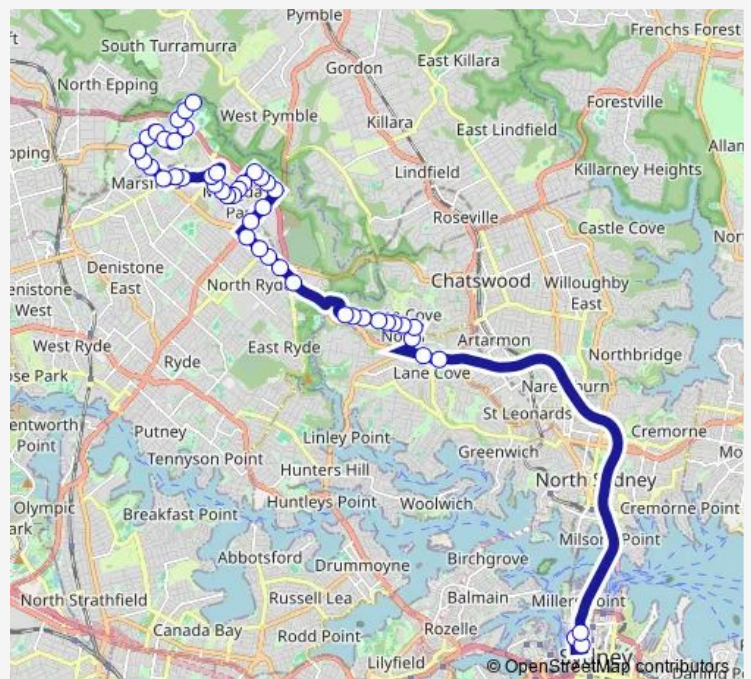 Pymble
Frenchs Forest
South Turramurra
East Killara
Gordon
North Epping
Forestville
West Pymble
Killara
East Lindfield
Lindfield
Killarney Heights
Roseville
Castle Cove
Denistone
East
North Ryde
Chatswood
Willoughby
East
West
West Ryde
East Ryde
Cove
Artarmon
Northbridge
Ryde
Lane Cove
St Leonards
Putney
Linley Point
Greenwich
Cremorne
Point
Tennyson Point
Hunters Hill
North Sydney
Olympic
Huntleys Point
Woolwich
Cremorne Point
Breakfast Point
Milsons Point
Abbotsford
Drummoyne
Birchgrove
North Strathfield
Russell Lea
Balmain
Millers Point
Canada Bay
Rodd Point
Rozelle
Lilyfield
Sydney
© OpenStreetMap contributors